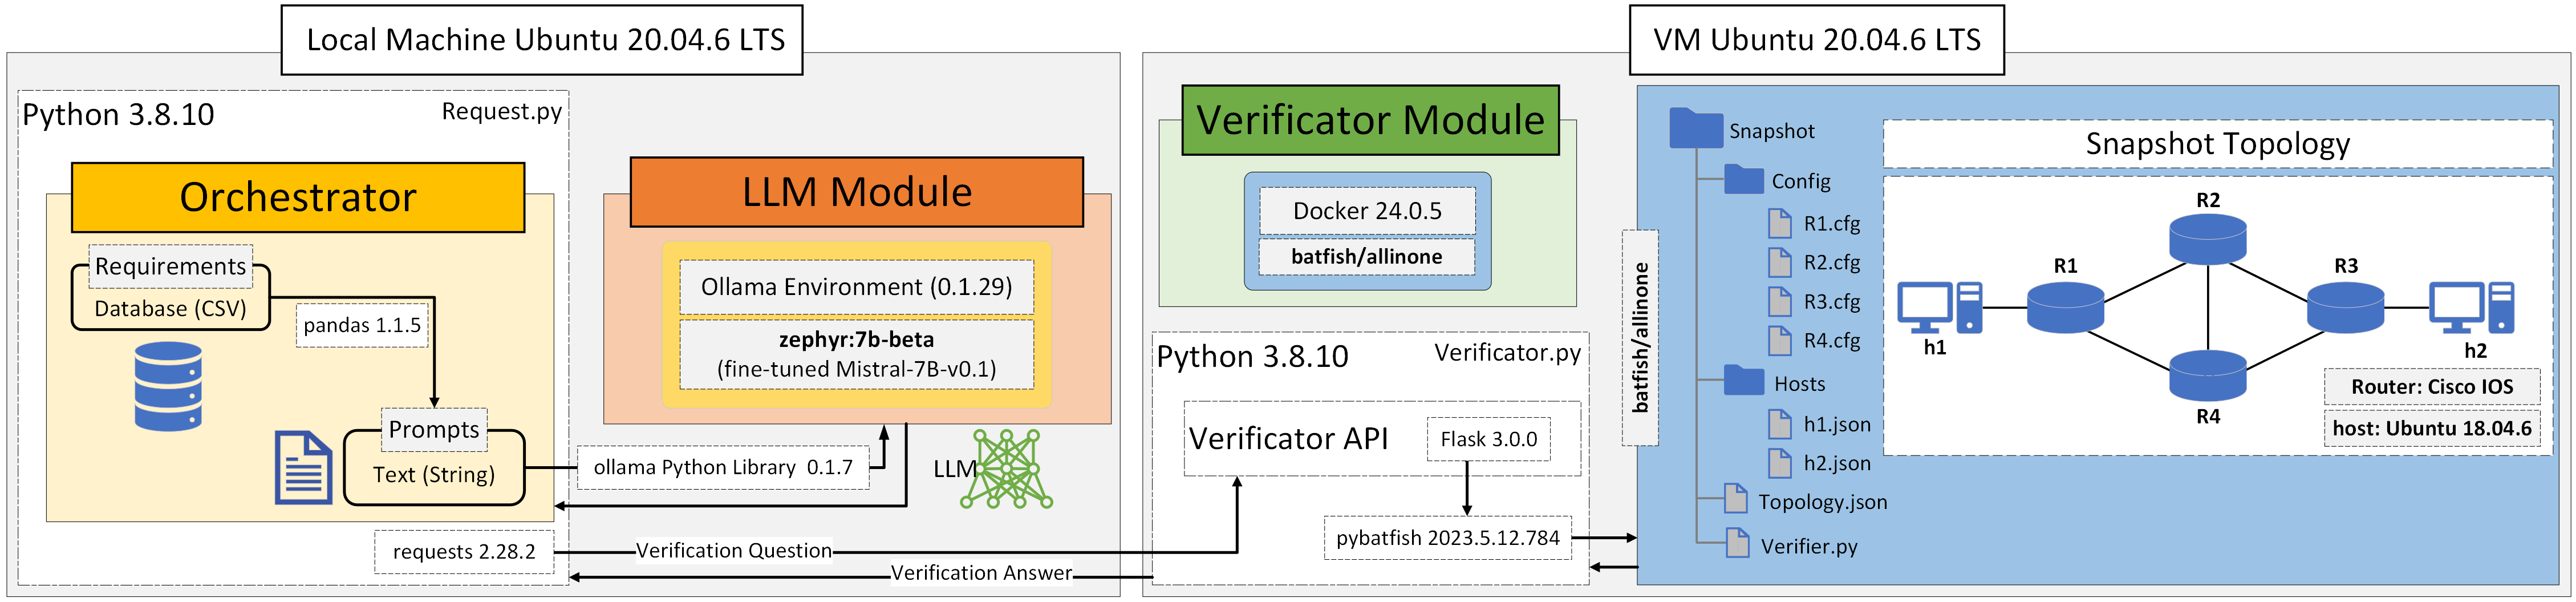 Local Machine Ubuntu 20.04.6 LTS
Python 3.8.10
Request.py
Orchestrator
Requirements
Database (CSV)
pandas 1.1.5
Prompts
Text (String)
LLM Module
Ollama Environment (0.1.29)
zephyr:7b-beta
(fine-tuned Mistral-7B-v0.1)
ollama Python Library 0.1.7
LLM
requests 2.28.2
Verification Question
Verification Answer
VM Ubuntu 20.04.6 LTS
Verificator Module
Docker 24.0.5
batfish/allinone
Python 3.8.10
Verificator.py
Verificator API
Flask 3.0.0
pybatfish 2023.5.12.784
batfish/allinone
Snapshot
Config
R1.cfg
R2.cfg
R3.cfg
R4.cfg
Hosts
h1.json
h2.json
Topology.json
Verifier.py
Snapshot Topology
R2
R1
R3
h1
h2
R4
Router: Cisco IOS
host: Ubuntu 18.04.6